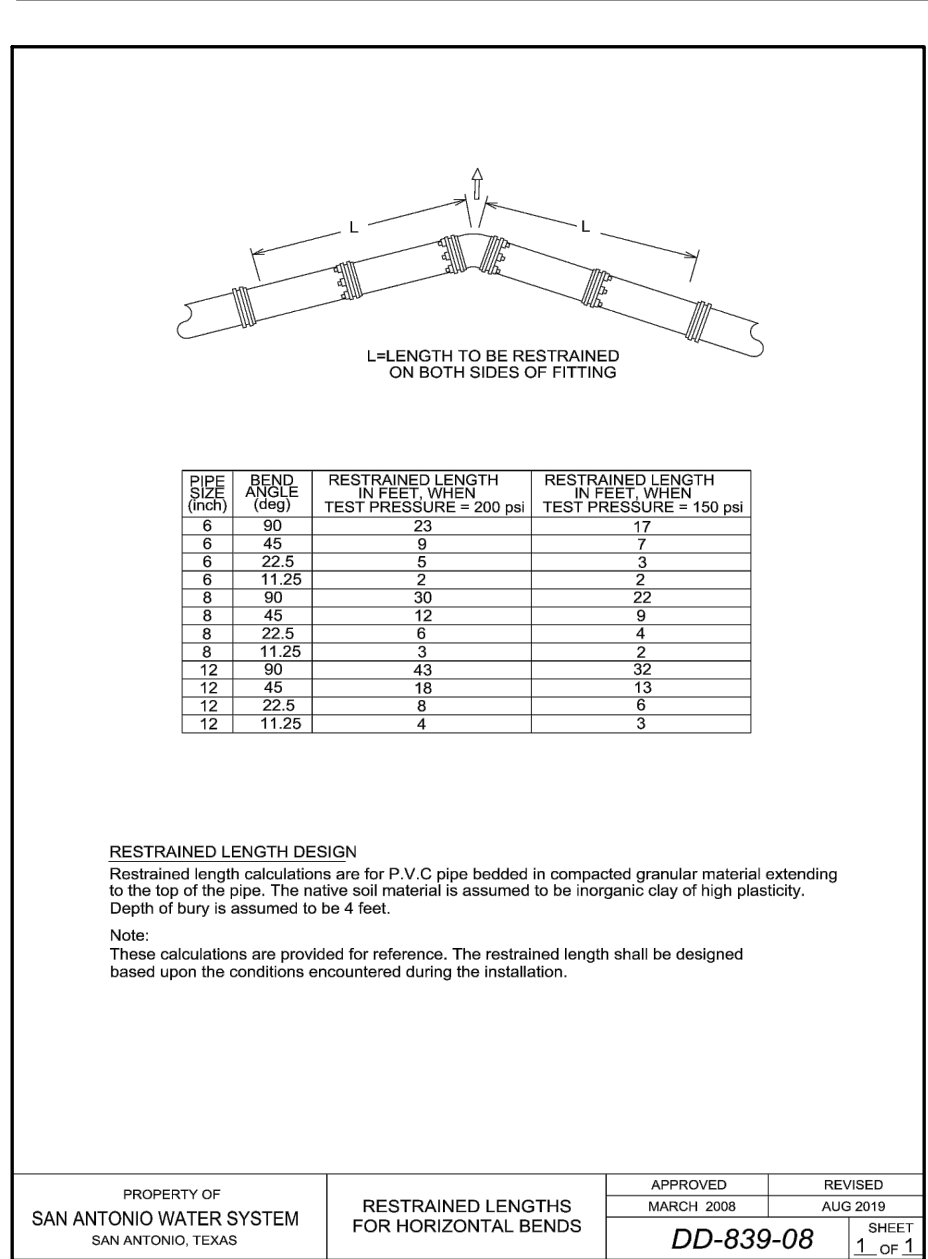 L
L
L=LENGTH TO BE RESTRAINED
ON BOTH SIDES OF FITTING
PIPE SIZE (inch) BEND ANGLE (deg) RESTRAINED LENGTH IN FEET, WHEN TEST PRESSURE = 200 psi RESTRAINED LENGTH IN FEET, WHEN TEST PRESSURE = 150 psi
6 90 23 17
6 45 9 7
6 22.5 5 3
6 11.25 2 2
8 90 30 22
8 45 12 9
8 22.5 6 4
8 11.25 3 2
12 90 43 32
12 45 18 13
12 22.5 8 6
12 11.25 4 3
RESTRAINED LENGTH DESIGN
Restrained length calculations are for P.V.C pipe bedded in compacted granular material extending
to the top of the pipe. The native soil material is assumed to be inorganic clay of high plasticity.
Depth of bury is assumed to be 4 feet.
Note:
These calculations are provided for reference. The restrained length shall be designed
based upon the conditions encountered during the installation.
PROPERTY OF
SAN ANTONIO WATER SYSTEM
SAN ANTONIO, TEXAS
RESTRAINED LENGTHS
FOR HORIZONTAL BENDS
APPROVED REVISED
MARCH 2008 AUG 2019
DD-839-08
SHEET
1 OF 1